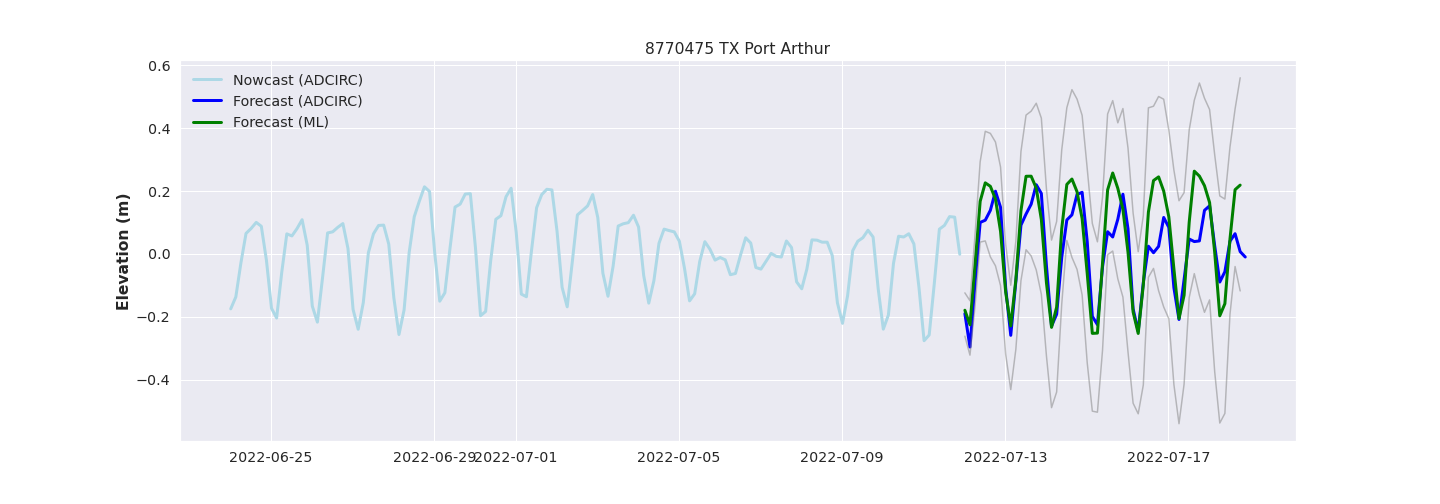 8770475 TX Port Arthur
Nowcast (ADCIRC)
Forecast (ADCIRC)
Forecast (ML)
Elevation (m)
0.6
0.4
0.2
0.0
−0.2
−0.4
2022-06-25 2022-06-29 2022-07-01 2022-07-05 2022-07-09 2022-07-13 2022-07-17